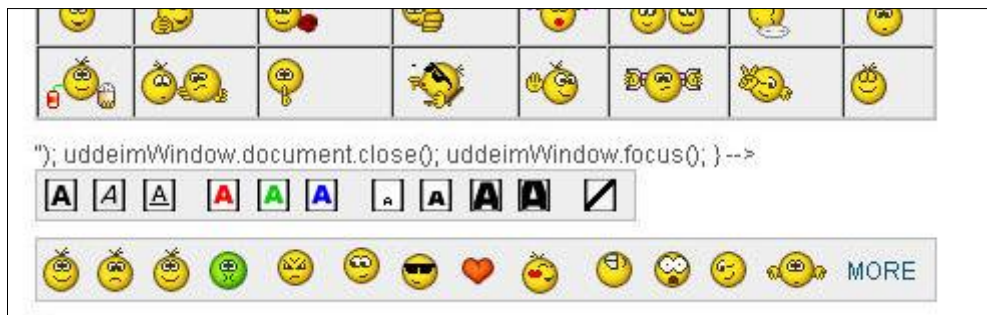 "); uddeimWindow.document.close(); uddeimWindow.focus(); } -->
A A A A A A A A A A
MORE